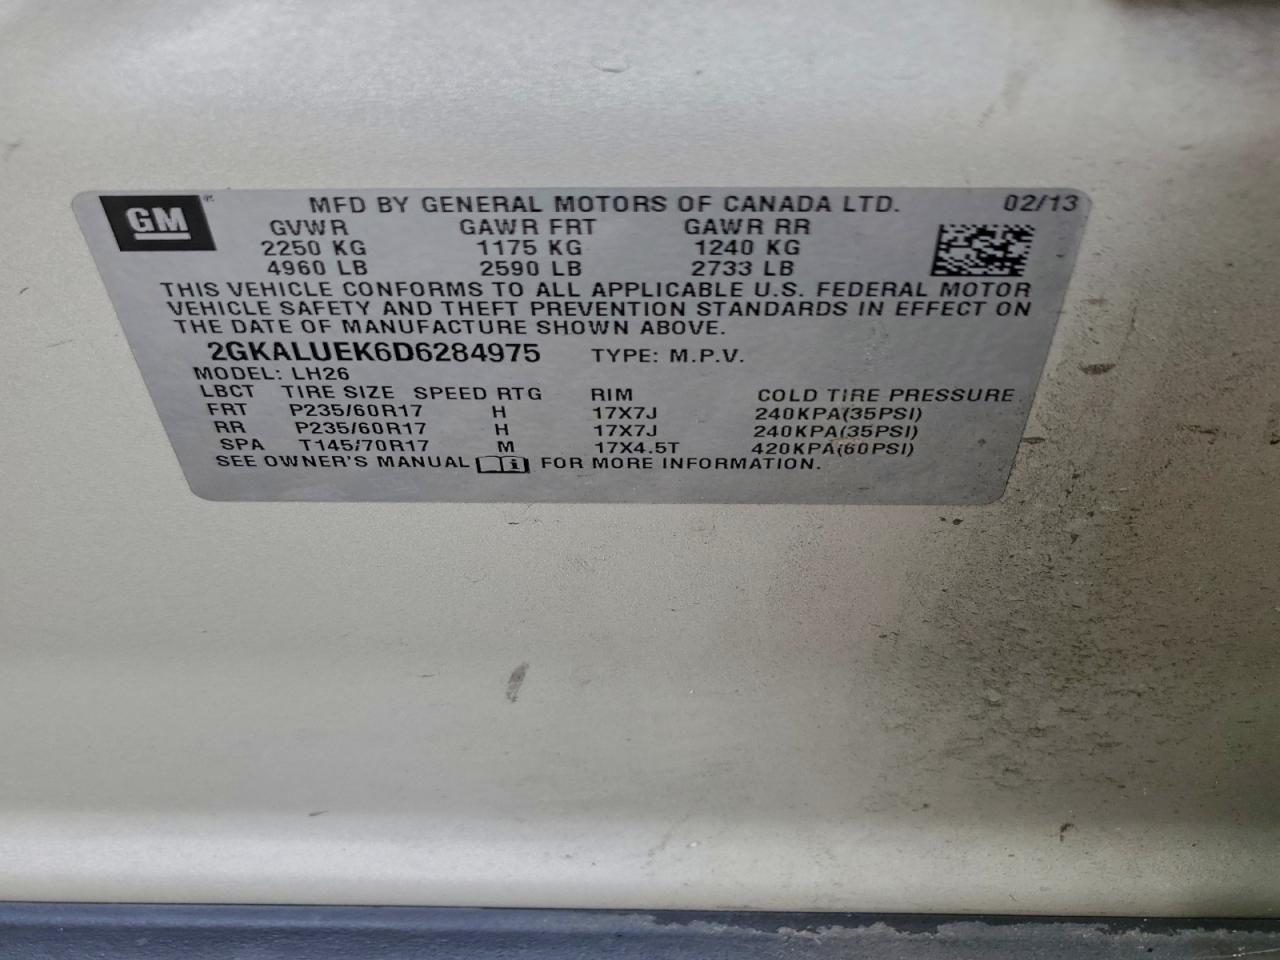 GM® MFD BY GENERAL MOTORS OF CANADA LTD. 02/13
GVWR GAWR FRT GAWR RR
2250 KG 1175 KG 1240 KG
4960 LB 2590 LB 2733 LB
THIS VEHICLE CONFORMS TO ALL APPLICABLE U.S. FEDERAL MOTOR
VEHICLE SAFETY AND THEFT PREVENTION STANDARDS IN EFFECT ON
THE DATE OF MANUFACTURE SHOWN ABOVE.
2GKALUEK6D6284975 TYPE: M.P.V.
MODEL: LH26
LBCT TIRE SIZE SPEED RTG RIM COLD TIRE PRESSURE
FRT P235/60R17 H 17X7J 240KPA(35PSI)
RR P235/60R17 H 17X7J 240KPA(35PSI)
SPA T145/70R17 M 17X4.5T 420KPA(60PSI)
SEE OWNER'S MANUAL i FOR MORE INFORMATION.